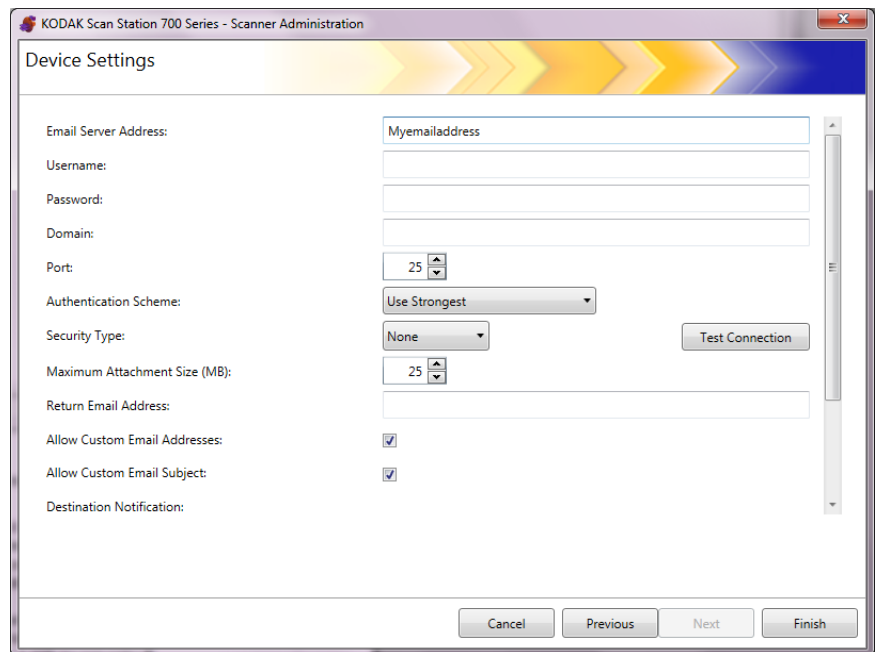 KODAK Scan Station 700 Series - Scanner Administration
Device Settings
Email Server Address: Myemailaddress
Username:
Password:
Domain:
Port: 25
Authentication Scheme: Use Strongest
Security Type: None Test Connection
Maximum Attachment Size (MB): 25
Return Email Address:
Allow Custom Email Addresses:
Allow Custom Email Subject:
Destination Notification:
Cancel Previous Next Finish